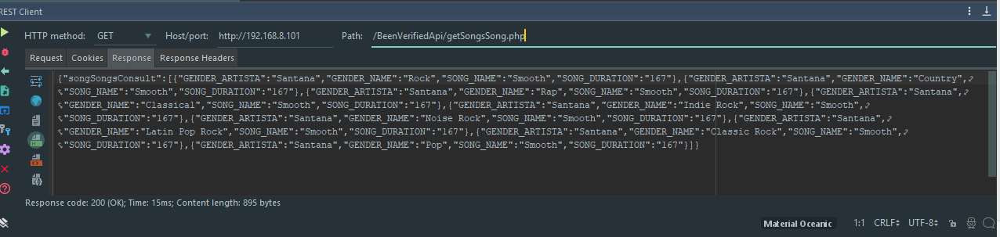 REST Client
HTTP method: GET Host/port: http://192.168.8.101 Path: /BeenVerifiedApi/getSongsSong.php
Request Cookies Response Response Headers
{"songSongsConsult":[{"GENDER_ARTISTA":"Santana","GENDER_NAME":"Rock","SONG_NAME":"Smooth","SONG_DURATION":"167"},{"GENDER_ARTISTA":"Santana","GENDER_NAME":"Country",
"SONG_NAME":"Smooth","SONG_DURATION":"167"},{"GENDER_ARTISTA":"Santana","GENDER_NAME":"Rap","SONG_NAME":"Smooth","SONG_DURATION":"167"},{"GENDER_ARTISTA":"Santana",
"GENDER_NAME":"Classical","SONG_NAME":"Smooth","SONG_DURATION":"167"},{"GENDER_ARTISTA":"Santana","GENDER_NAME":"Indie Rock","SONG_NAME":"Smooth",
"SONG_DURATION":"167"},{"GENDER_ARTISTA":"Santana","GENDER_NAME":"Noise Rock","SONG_NAME":"Smooth","SONG_DURATION":"167"},{"GENDER_ARTISTA":"Santana",
"GENDER_NAME":"Latin Pop Rock","SONG_NAME":"Smooth","SONG_DURATION":"167"},{"GENDER_ARTISTA":"Santana","GENDER_NAME":"Classic Rock","SONG_NAME":"Smooth",
"SONG_DURATION":"167"},{"GENDER_ARTISTA":"Santana","GENDER_NAME":"Pop","SONG_NAME":"Smooth","SONG_DURATION":"167"}]}
Response code: 200 (OK); Time: 15ms; Content length: 895 bytes
Material Oceanic 1:1 CRLF UTF-8